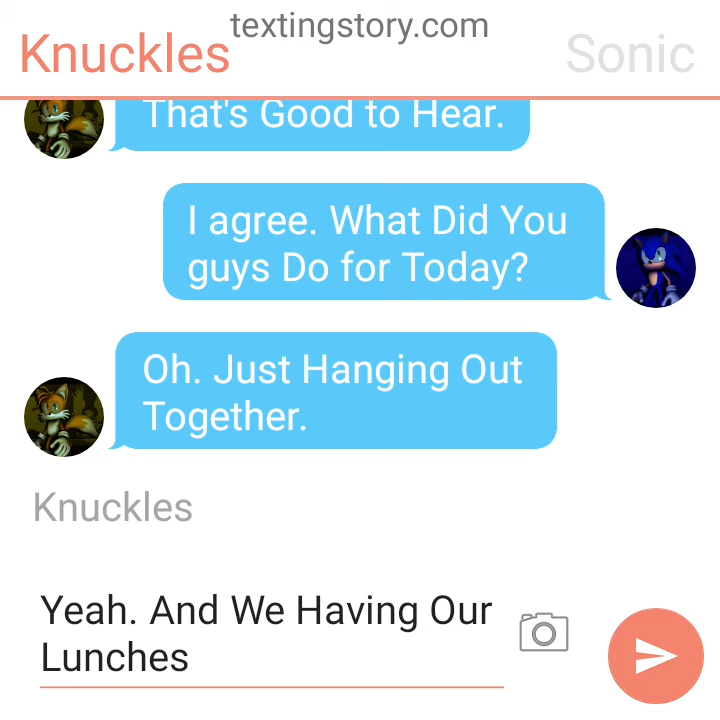 textingstory.com
Knuckles
Sonic
That's Good to Hear.
I agree. What Did You
guys Do for Today?
Oh. Just Hanging Out
Together.
Knuckles
Yeah. And We Having Our
Lunches